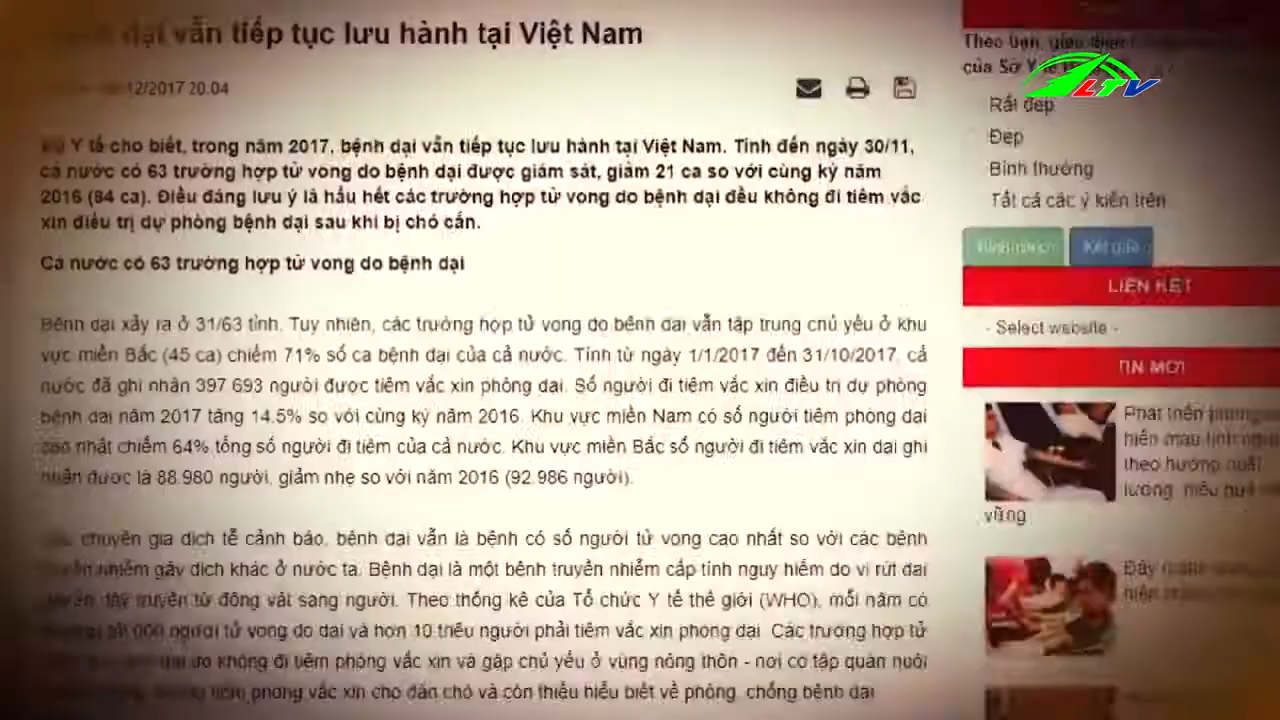 dại vẫn tiếp tục lưu hành tại Việt Nam
12/2017 20.04
Y tế cho biết, trong năm 2017, bệnh dại vẫn tiếp tục lưu hành tại Việt Nam. Tính đến ngày 30/11,
cả nước có 63 trường hợp tử vong do bệnh dại được giám sát, giảm 21 ca so với cùng kỳ năm
2016 (84 ca). Điều đáng lưu ý là hầu hết các trường hợp tử vong do bệnh dại đều không đi tiêm vắc
xin điều trị dự phòng bệnh dại sau khi bị chó cắn.
Cả nước có 63 trường hợp tử vong do bệnh dại
Bệnh dại xảy ra ở 31/63 tỉnh. Tuy nhiên, các trường hợp tử vong do bệnh dại vẫn tập trung chủ yếu ở khu
vực miền Bắc (45 ca) chiếm 71% số ca bệnh dại của cả nước. Tính từ ngày 1/1/2017 đến 31/10/2017, cả
nước đã ghi nhận 397.693 người được tiêm vắc xin phòng dại. Số người đi tiêm vắc xin điều trị dự phòng
bệnh dại năm 2017 tăng 14.5% so với cùng kỳ năm 2016. Khu vực miền Nam có số người tiêm phòng dại
cao nhất chiếm 64% tổng số người đi tiêm của cả nước. Khu vực miền Bắc số người đi tiêm vắc xin dại ghi
nhận được là 88.980 người, giảm nhẹ so với năm 2016 (92.986 người).
chuyên gia dịch tễ cảnh báo, bệnh dại vẫn là bệnh có số người tử vong cao nhất so với các bệnh
truyền nhiễm gây dịch khác ở nước ta. Bệnh dại là một bệnh truyền nhiễm cấp tính nguy hiểm do vi rút dại
truyền từ động vật sang người. Theo thống kê của Tổ chức Y tế thế giới (WHO), mỗi năm có
người tử vong do dại và hơn 10 triệu người phải tiêm vắc xin phòng dại. Các trường hợp tử
do không đi tiêm phòng vắc xin và gặp chủ yếu ở vùng nông thôn - nơi có tập quán nuôi
phòng vắc xin cho đàn chó và còn thiếu hiểu biết về phòng, chống bệnh dại
Theo bạn, giao diện
của Sở Y tế
LTV
Rất đẹp
Đẹp
Bình thường
Tất cả các ý kiến trên
Bình chọn
Kết quả
LIÊN KẾT
- Select website -
TIN MỚI
Phát triển phong
hiến máu tình
theo hướng chất
lượng, hiệu quả
vững
Đẩy mạnh
hiện